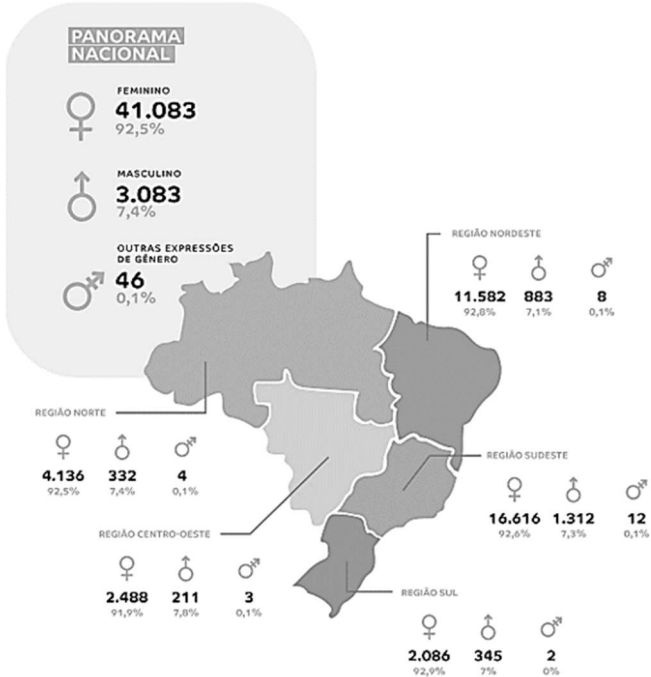 PANORAMA
NACIONAL
FEMININO
41.083
92,5%
MASCULINO
3.083
7,4%
OUTRAS EXPRESSÕES
DE GÊNERO
46
0,1%
REGIÃO NORDESTE
11.582 883 8
92,8% 7,1% 0,1%
REGIÃO NORTE
4.136 332 4
92,5% 7,4% 0,1%
REGIÃO SUDESTE
16.616 1.312 12
92,6% 7,3% 0,1%
REGIÃO CENTRO-OESTE
2.488 211 3
91,9% 7,8% 0,1%
REGIÃO SUL
2.086 345 2
92,9% 7% 0%